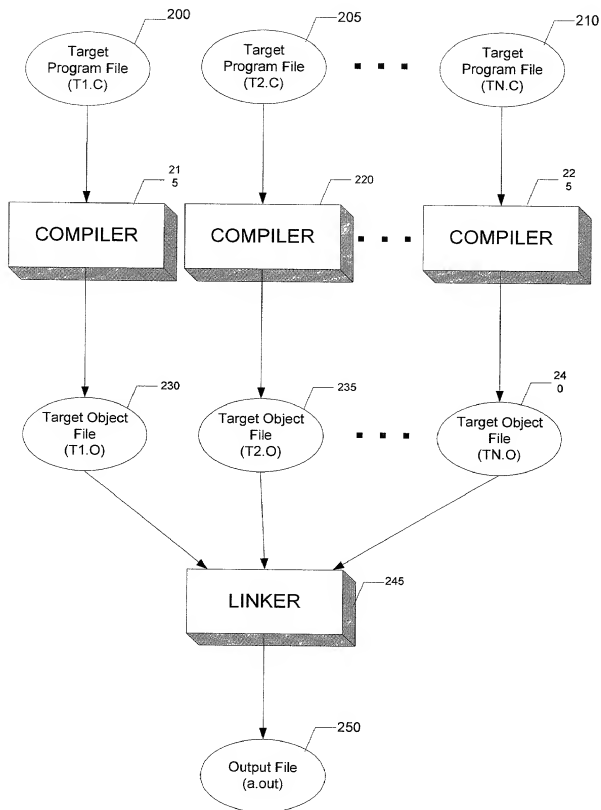 200
205
210
Target
Program File
(T1.C)
Target
Program File
(T2.C)
Target
Program File
(TN.C)
21
5
220
22
5
COMPILER
COMPILER
COMPILER
230
235
24
0
Target Object
File
(T1.O)
Target Object
File
(T2.O)
Target Object
File
(TN.O)
LINKER
245
250
Output File
(a.out)